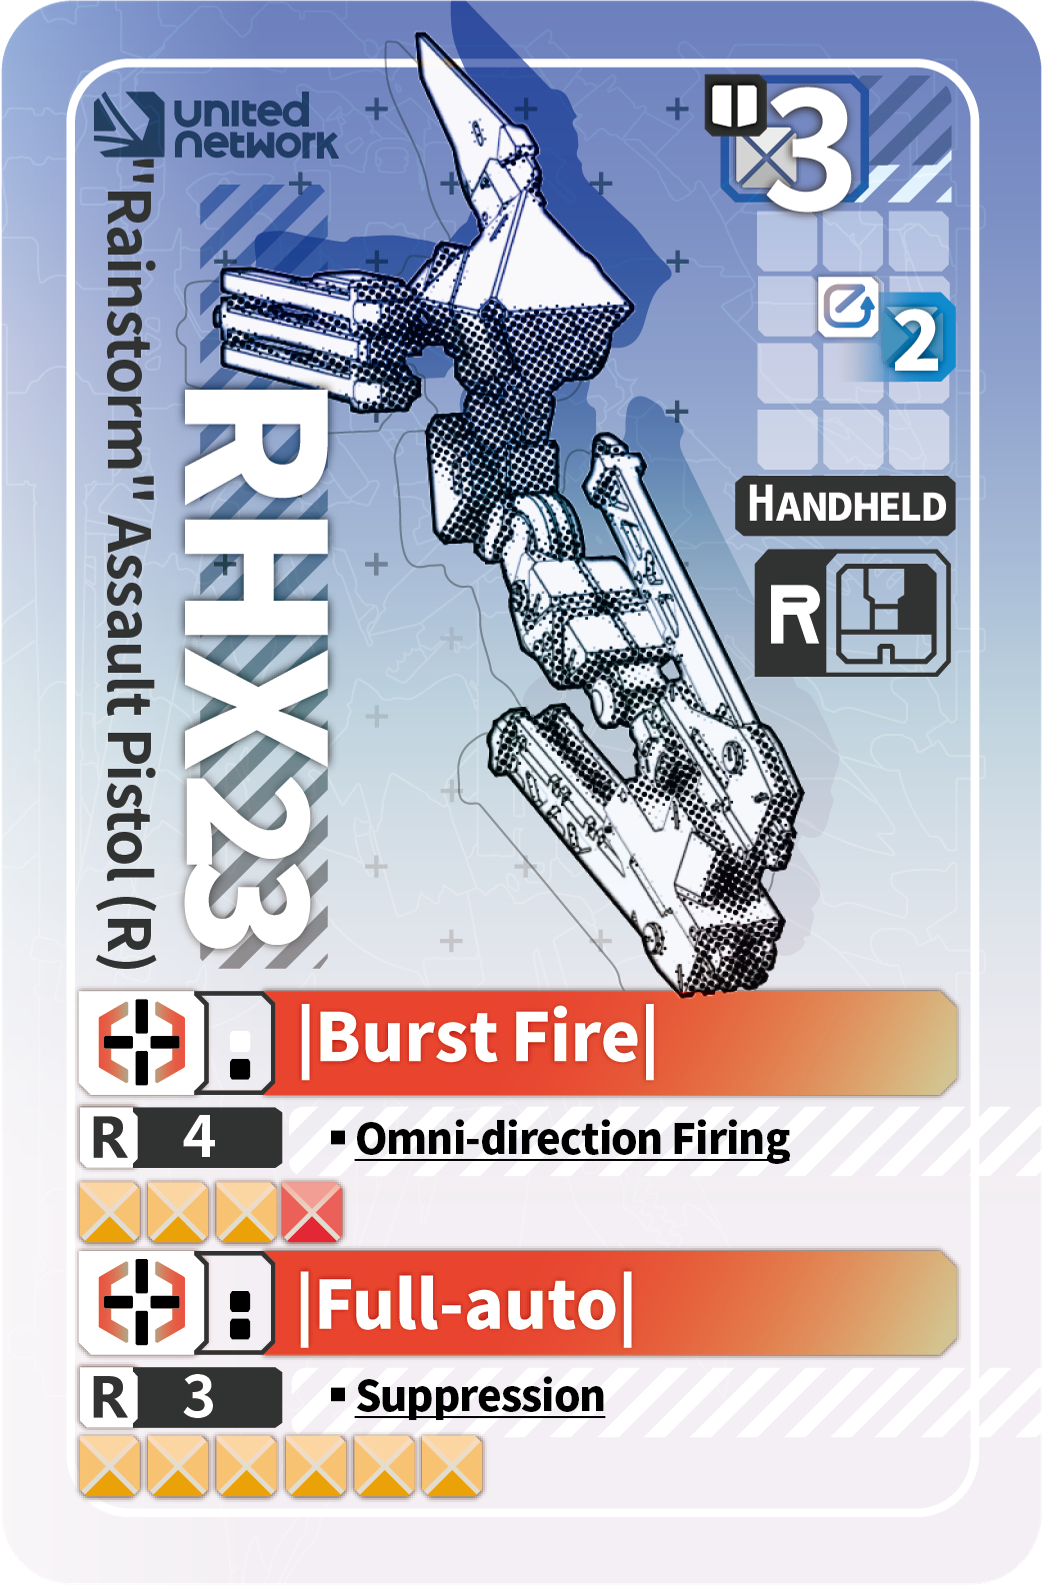 United
Network
"Rainstorm" Assault Pistol (R)
RHX23
3
2
HANDHELD
R
|Burst Fire|
R 4
▪ Omni-direction Firing
|Full-auto|
R 3
▪ Suppression